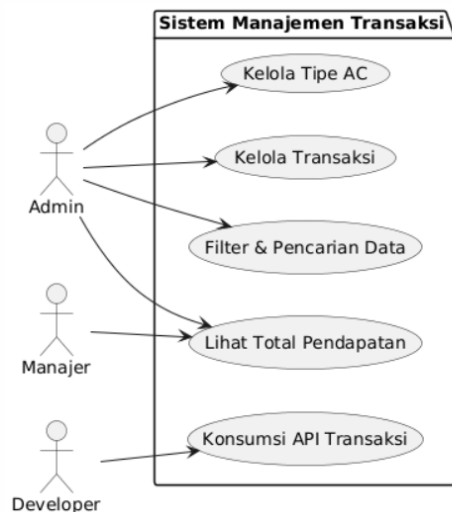 Sistem Manajemen Transaksi
Kelola Tipe AC
Kelola Transaksi
Admin
Filter & Pencarian Data
Lihat Total Pendapatan
Manajer
Konsumsi API Transaksi
Developer